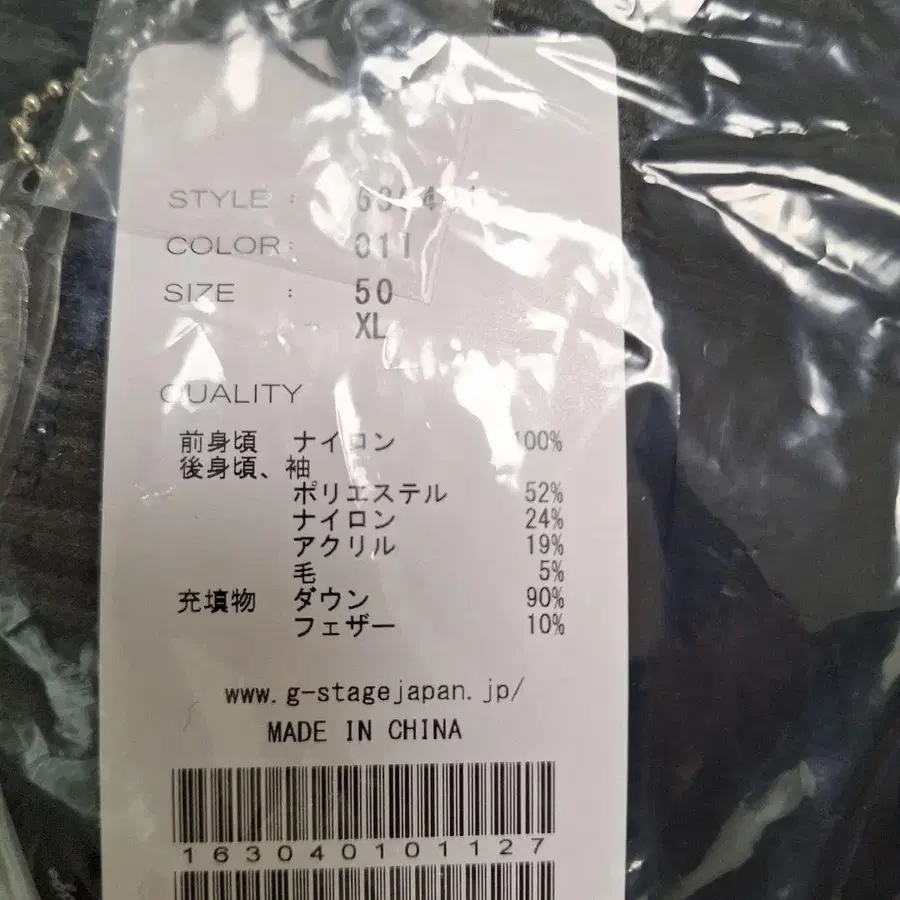 STYLE :
COLOR: 011
SIZE : 50
XL
QUALITY
前身頃 ナイロン 100%
後身頃、袖
ポリエステル 52%
ナイロン 24%
アクリル 19%
毛 5%
充填物 ダウン 90%
フェザー 10%
www.g-stagejapan.jp/
MADE IN CHINA
163040101127